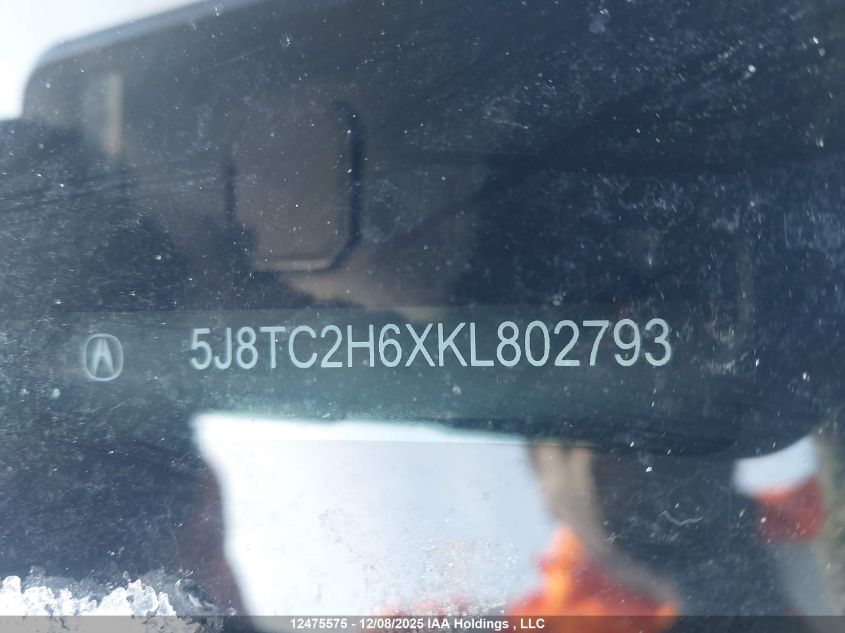 5J8TC2H6XKL802793
12475575 - 12/08/2025 IAA Holdings , LLC